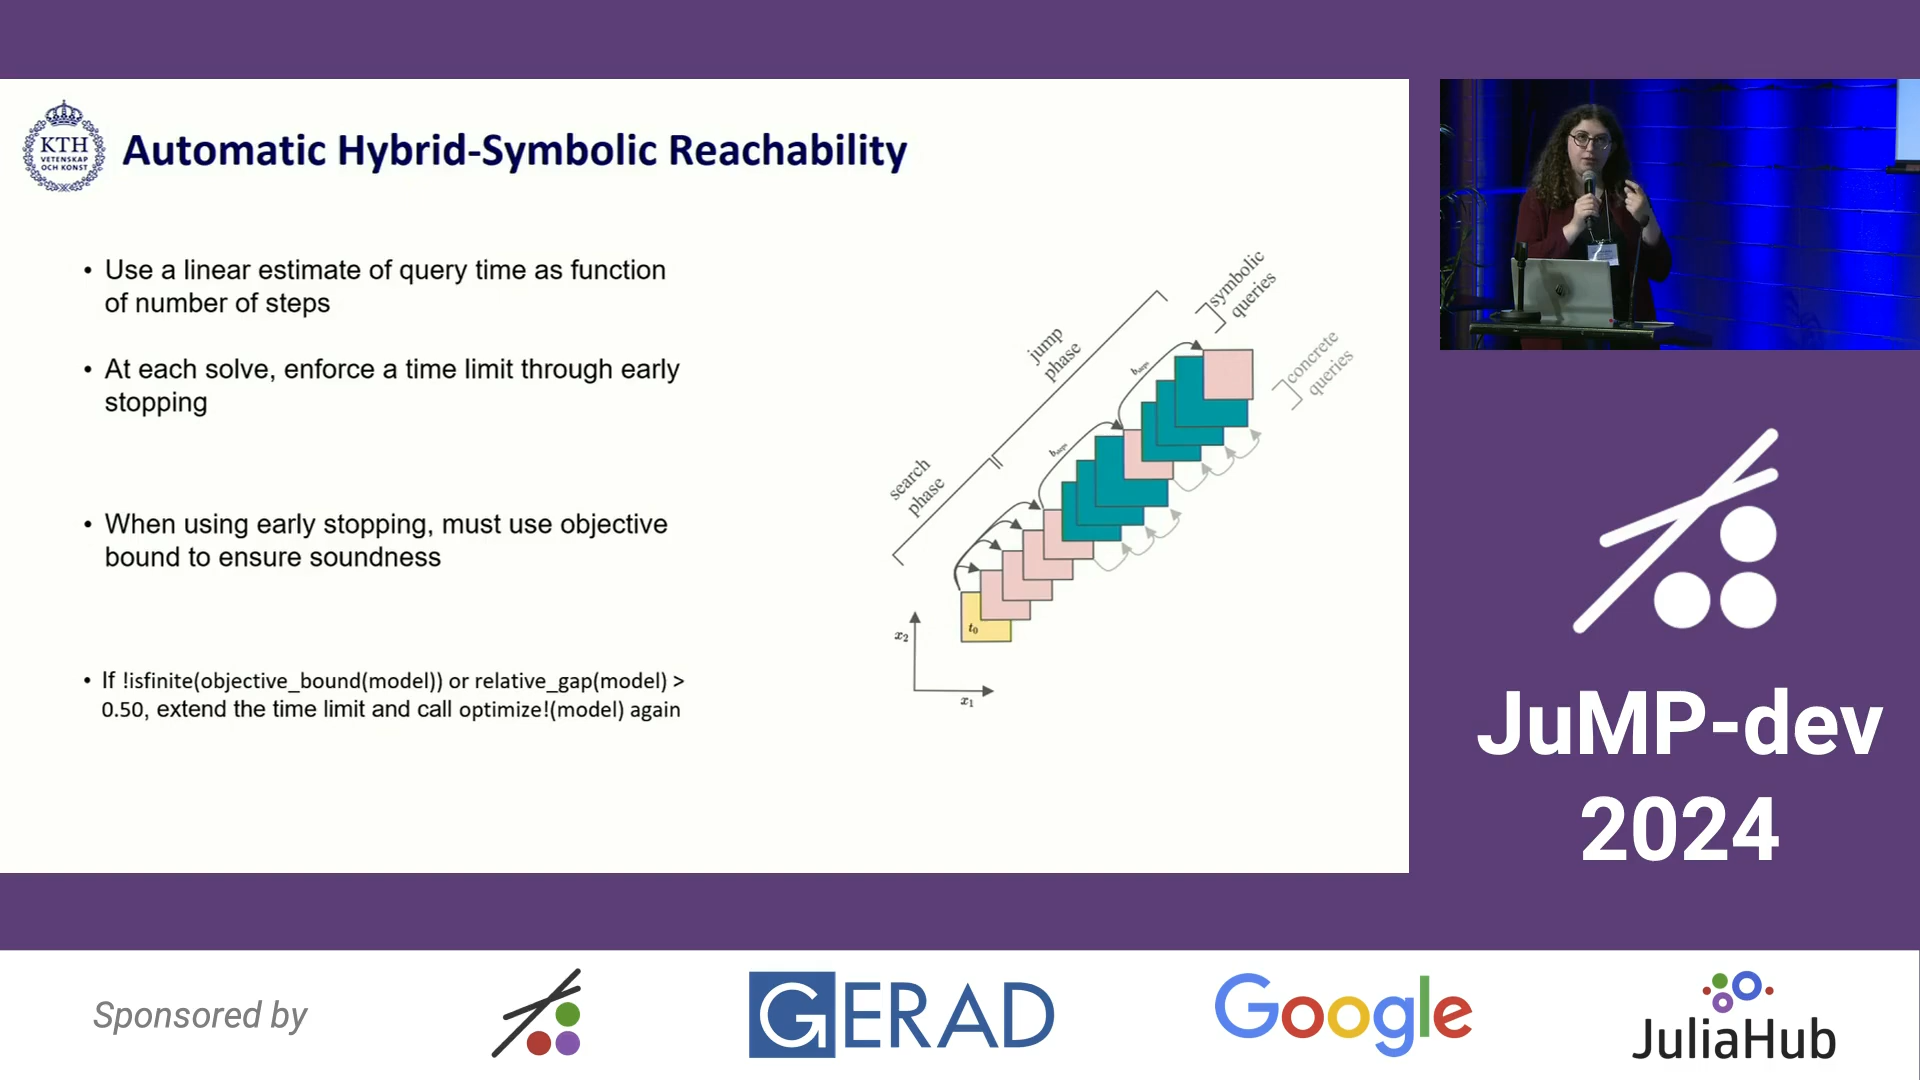 KTH
VETENSKAP
OCH KONST
Automatic Hybrid-Symbolic Reachability
• Use a linear estimate of query time as function
of number of steps
• At each solve, enforce a time limit through early
stopping
• When using early stopping, must use objective
bound to ensure soundness
• If !isfinite(objective_bound(model)) or relative_gap(model) >
0.50, extend the time limit and call optimize!(model) again
symbolic
queries
jump
phase
concrete
queries
search
phase
t₀
x₂
x₁
JuMP-dev
2024
Sponsored by
GERAD
Google
JuliaHub